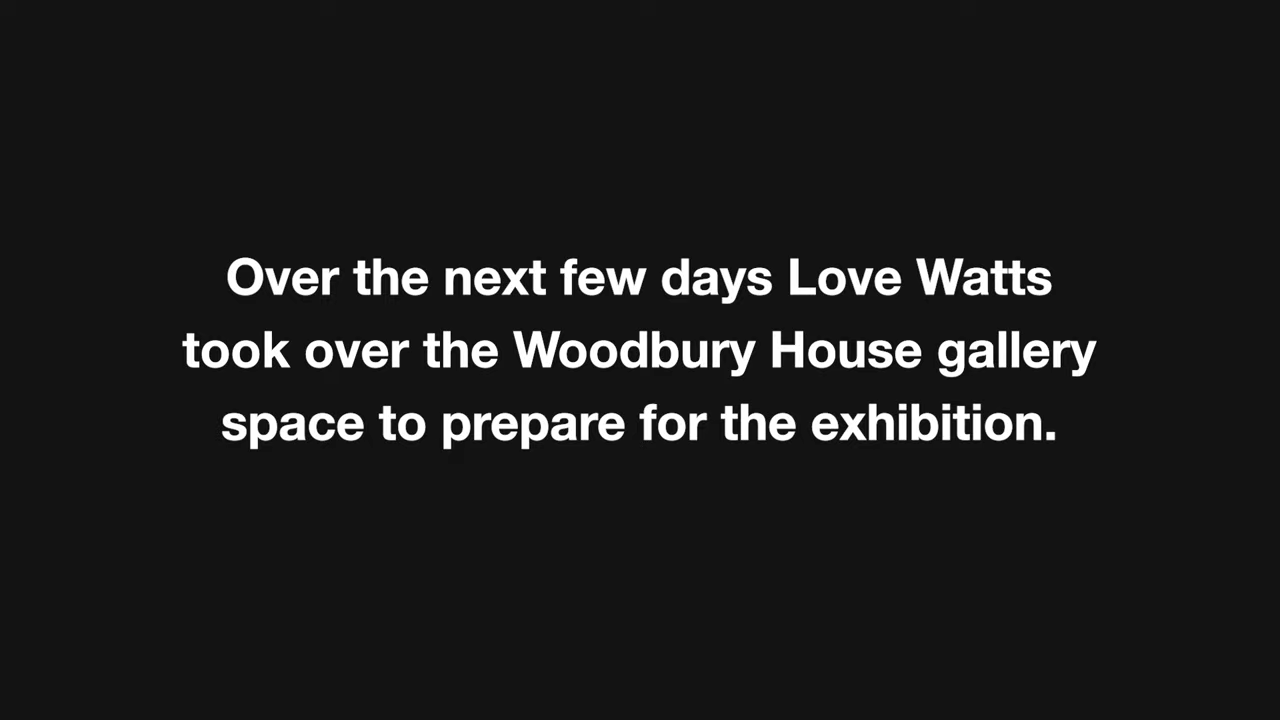 Over the next few days Love Watts
took over the Woodbury House gallery
space to prepare for the exhibition.